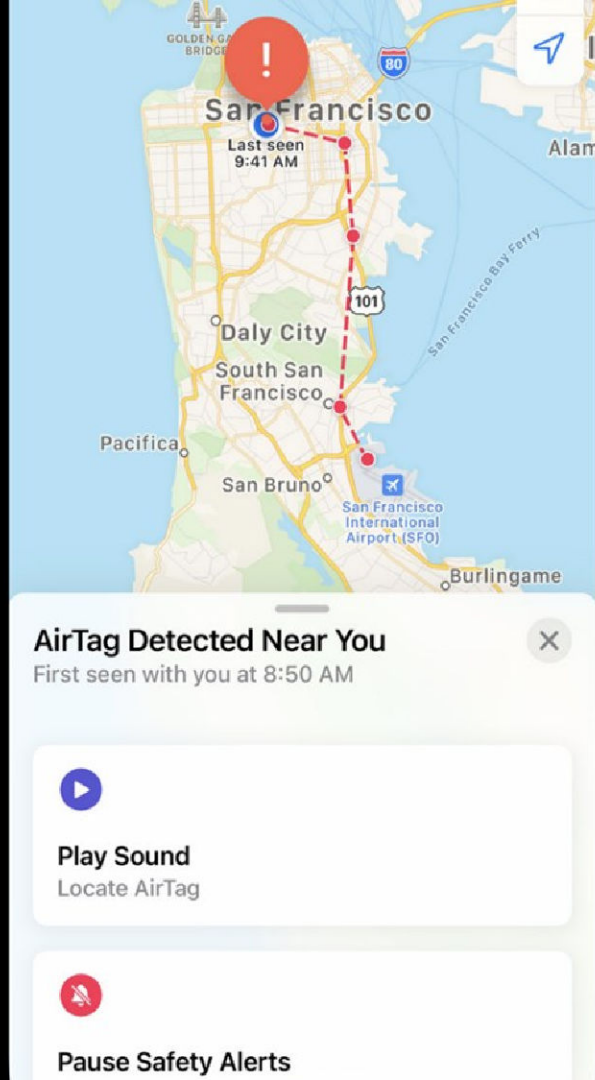 GOLDEN GA
BRIDGE
80
San Francisco
Last seen
9:41 AM
Alam
San Francisco Bay Ferry
101
Daly City
South San
Francisco
Pacifica
San Bruno
San Francisco
International
Airport (SFO)
Burlingame
AirTag Detected Near You
First seen with you at 8:50 AM
Play Sound
Locate AirTag
Pause Safety Alerts